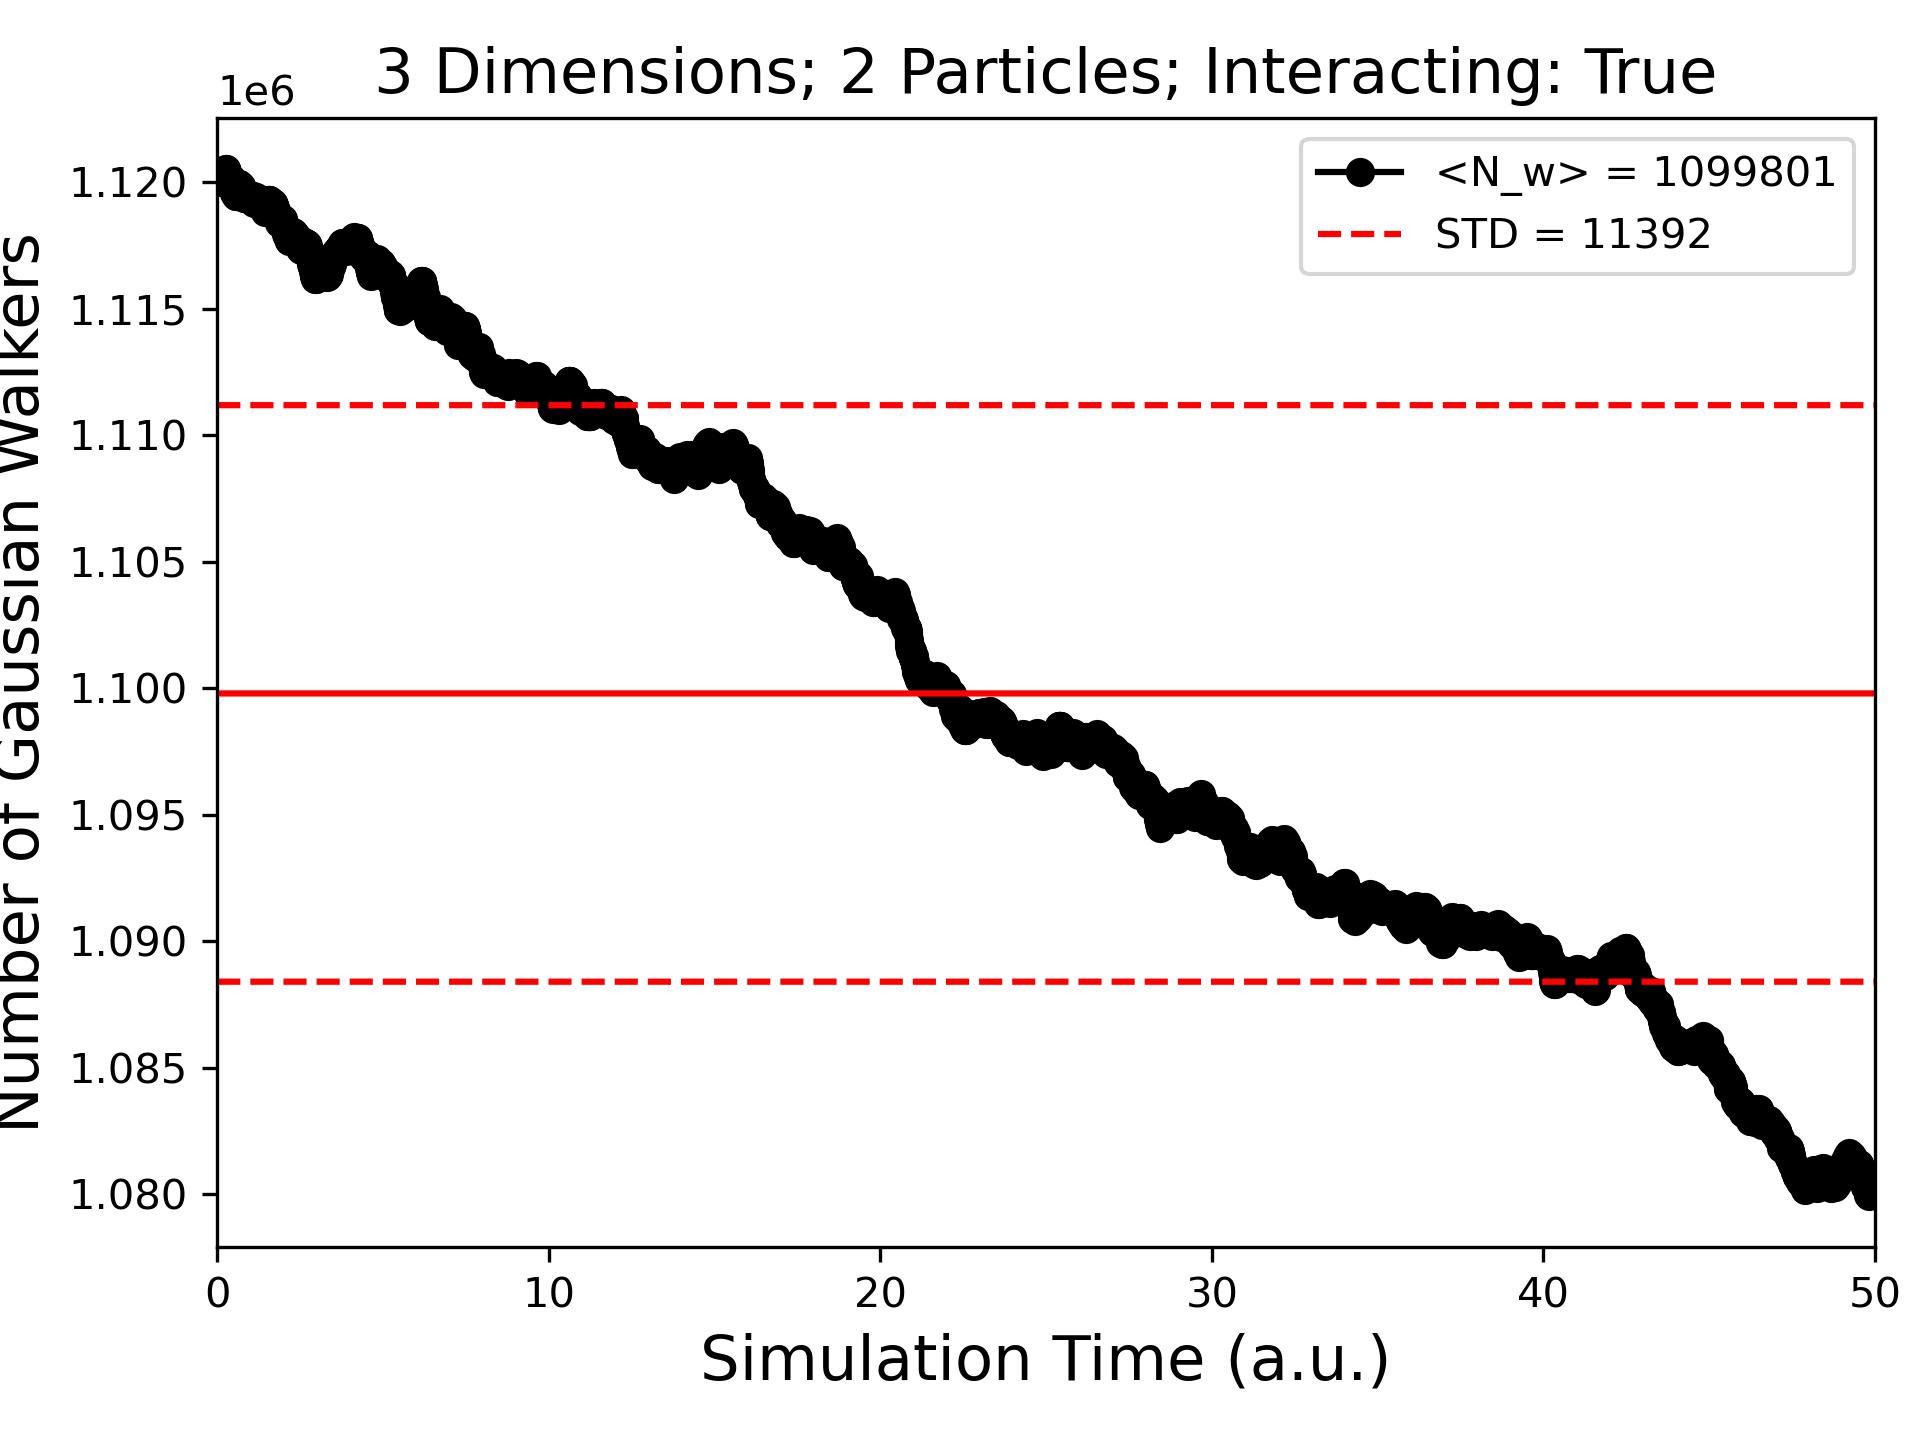 3 Dimensions; 2 Particles; Interacting: True
1e6
<N_w> = 1099801
STD = 11392
Number of Gaussian Walkers
1.120
1.115
1.110
1.105
1.100
1.095
1.090
1.085
1.080
0 10 20 30 40 50
Simulation Time (a.u.)